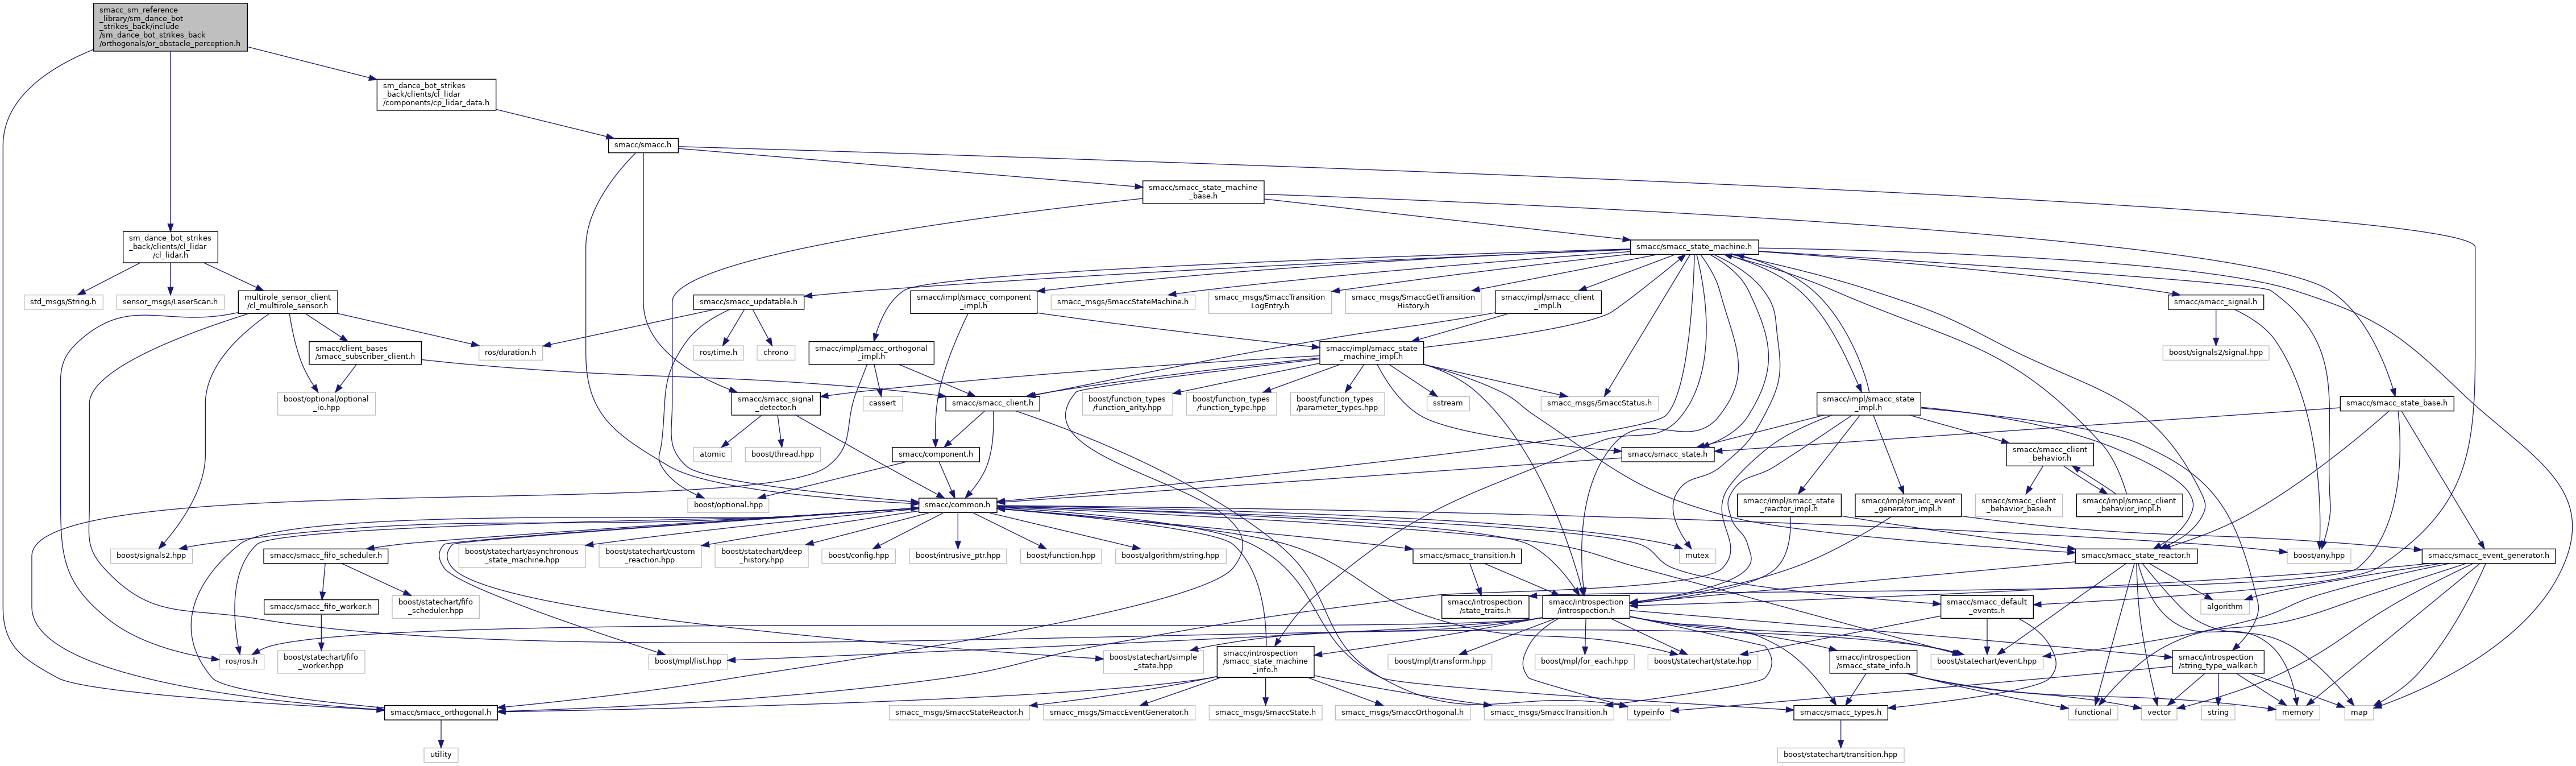 smacc_sm_reference
_library/sm_dance_bot
_strikes_back/include
/sm_dance_bot_strikes_back
/orthogonals/or_obstacle_perception.h
sm_dance_bot_strikes
_back/clients/cl_lidar
/components/cp_lidar_data.h
smacc/smacc.h
smacc/smacc_state_machine
_base.h
sm_dance_bot_strikes
_back/clients/cl_lidar
/cl_lidar.h
smacc/smacc_state_machine.h
std_msgs/String.h
sensor_msgs/LaserScan.h
multirole_sensor_client
/cl_multirole_sensor.h
smacc/smacc_updatable.h
smacc/impl/smacc_component
_impl.h
smacc_msgs/SmaccStateMachine.h
smacc_msgs/SmaccTransition
LogEntry.h
smacc_msgs/SmaccGetTransition
History.h
smacc/impl/smacc_client
_impl.h
smacc/smacc_signal.h
smacc/client_bases
/smacc_subscriber_client.h
ros/duration.h
ros/time.h
chrono
smacc/impl/smacc_orthogonal
_impl.h
smacc/impl/smacc_state
_machine_impl.h
boost/signals2/signal.hpp
boost/optional/optional
_io.hpp
smacc/smacc_signal
_detector.h
cassert
smacc/smacc_client.h
boost/function_types
/function_arity.hpp
boost/function_types
/function_type.hpp
boost/function_types
/parameter_types.hpp
sstream
smacc_msgs/SmaccStatus.h
smacc/impl/smacc_state
_impl.h
smacc/smacc_state_base.h
atomic
boost/thread.hpp
smacc/component.h
smacc/smacc_state.h
smacc/smacc_client
_behavior.h
boost/optional.hpp
smacc/common.h
smacc/impl/smacc_state
_reactor_impl.h
smacc/impl/smacc_event
_generator_impl.h
smacc/smacc_client
_behavior_base.h
smacc/impl/smacc_client
_behavior_impl.h
boost/signals2.hpp
smacc/smacc_fifo_scheduler.h
boost/statechart/asynchronous
_state_machine.hpp
boost/statechart/custom
_reaction.hpp
boost/statechart/deep
_history.hpp
boost/config.hpp
boost/intrusive_ptr.hpp
boost/function.hpp
boost/algorithm/string.hpp
smacc/smacc_transition.h
mutex
smacc/smacc_state_reactor.h
boost/any.hpp
smacc/smacc_event_generator.h
smacc/smacc_fifo_worker.h
boost/statechart/fifo
_scheduler.hpp
smacc/introspection
/state_traits.h
smacc/introspection
/introspection.h
smacc/smacc_default
_events.h
algorithm
ros/ros.h
boost/statechart/fifo
_worker.hpp
boost/mpl/list.hpp
boost/statechart/simple
_state.hpp
smacc/introspection
/smacc_state_machine
_info.h
boost/mpl/transform.hpp
boost/mpl/for_each.hpp
boost/statechart/state.hpp
smacc/introspection
/smacc_state_info.h
boost/statechart/event.hpp
smacc/introspection
/string_type_walker.h
smacc/smacc_orthogonal.h
smacc_msgs/SmaccStateReactor.h
smacc_msgs/SmaccEventGenerator.h
smacc_msgs/SmaccState.h
smacc_msgs/SmaccOrthogonal.h
smacc_msgs/SmaccTransition.h
typeinfo
smacc/smacc_types.h
functional
vector
string
memory
map
utility
boost/statechart/transition.hpp